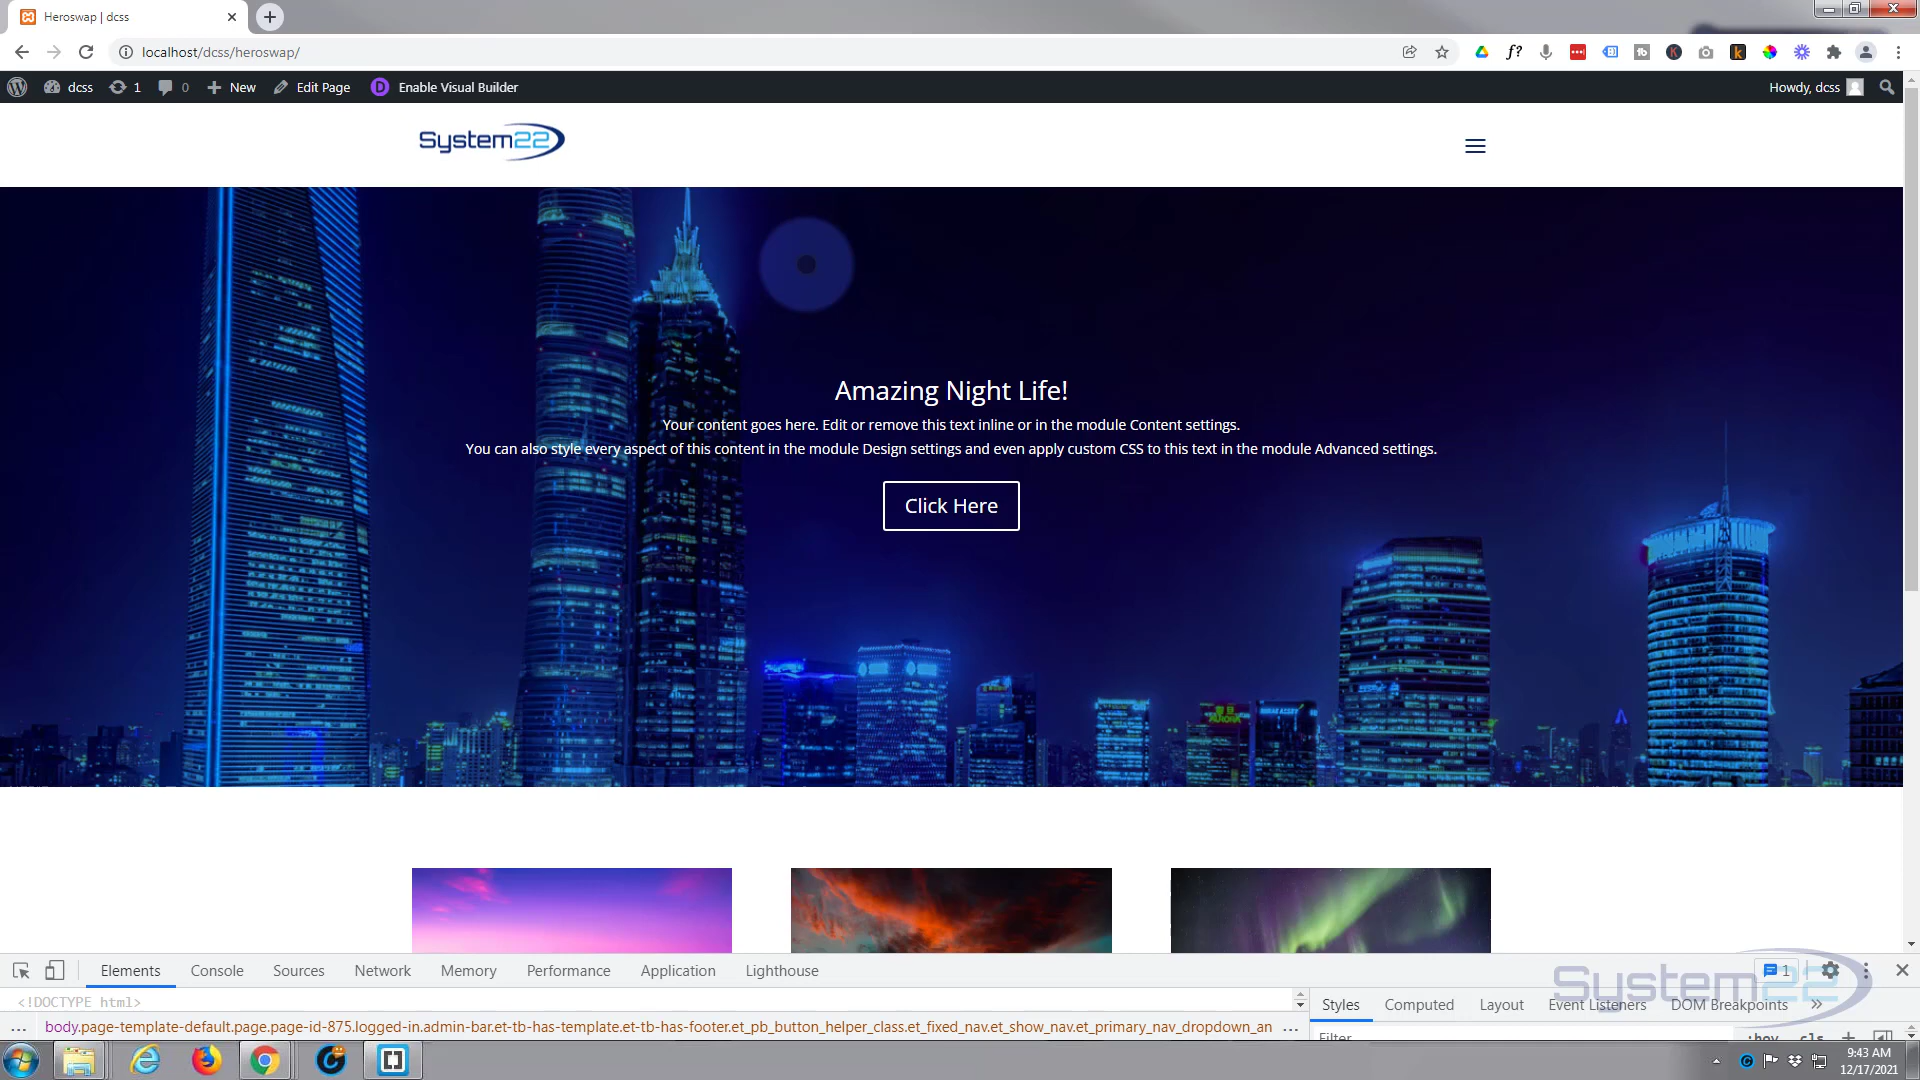 Heroswap | dcss
localhost/dcss/heroswap/
dcss 1 0 New Edit Page Enable Visual Builder Howdy, dcss
System22
Amazing Night Life!
Your content goes here. Edit or remove this text inline or in the module Content settings.
You can also style every aspect of this content in the module Design settings and even apply custom CSS to this text in the module Advanced settings.
Click Here
Elements Console Sources Network Memory Performance Application Lighthouse 1
System22
<!DOCTYPE html>
Styles Computed Layout Event Listeners DOM Breakpoints »
... body.page-template-default.page.page-id-875.logged-in.admin-bar.et-tb-has-template.et-tb-has-footer.et_pb_button_helper_class.et_fixed_nav.et_show_nav.et_primary_nav_dropdown_an ...
Filter :hov .cls +
9:43 AM
12/17/2021